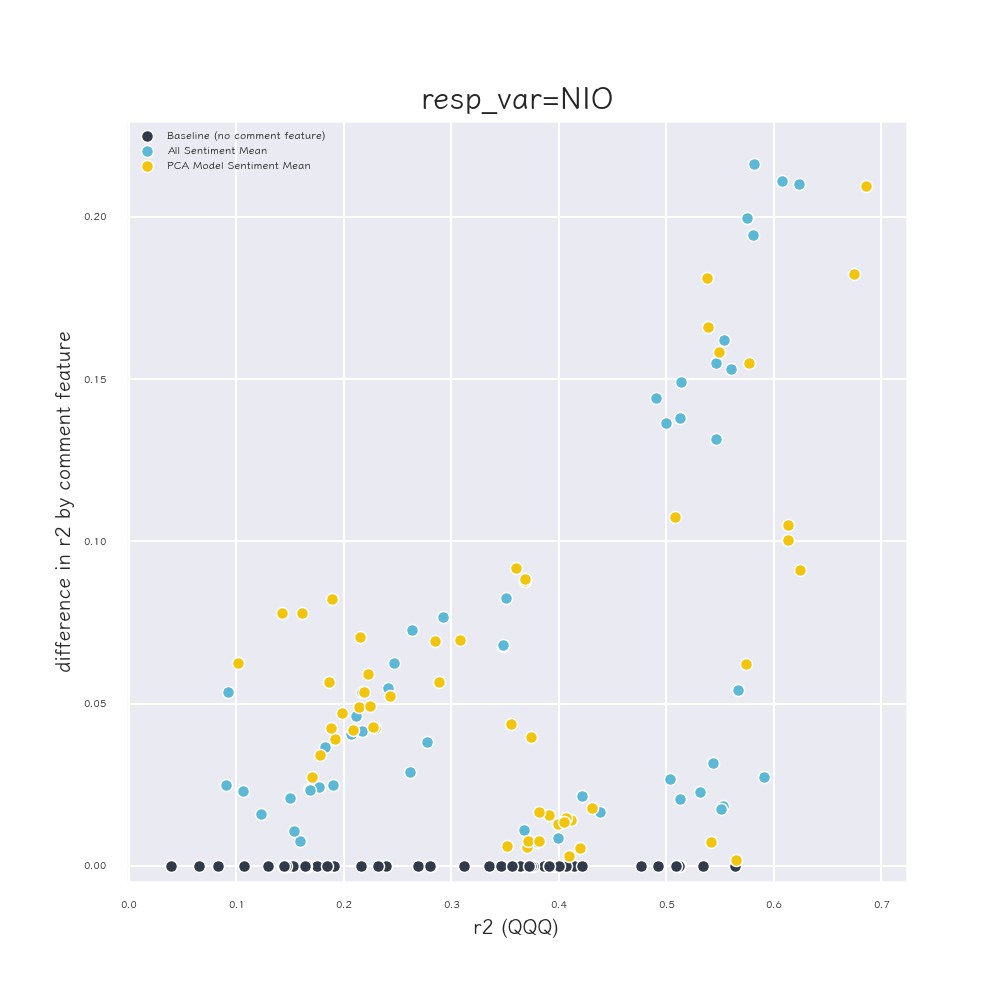 resp_var=NIO
Baseline (no comment feature)
All Sentiment Mean
PCA Model Sentiment Mean
difference in r2 by comment feature
0.20
0.15
0.10
0.05
0.00
0.0 0.1 0.2 0.3 0.4 0.5 0.6 0.7
r2 (QQQ)